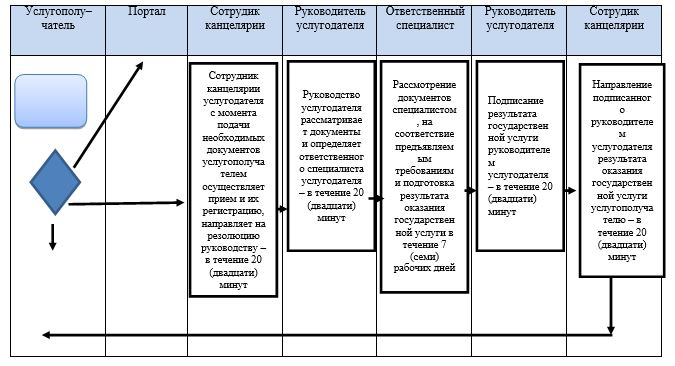 Услугополу–
чатель
Портал
Сотрудик
канцелярии
Руководитель
услугодателя
Ответственный
специалист
Руководитель
услугодателя
Сотрудик
канцелярии
Сотрудник
канцелярии
услугодателя
с момента
подачи
необходимых
документов
услугополуча
телем
осуществляет
прием и их
регистрацию,
направляет на
резолюцию
руководству –
в течение 20
(двадцати)
минут
Руководство
услугодателя
рассматривае
т документы
и определяет
ответственног
о специалиста
услугодателя
– в течение 20
(двадцати)
минут
Рассмотрение
документов
специалистом
, на
соответствие
предъявляем
ым
требованиям
и подготовка
результата
оказания
государствен
ной услуги в
течение 7
(семи)
рабочих дней
Подписание
результата
государствен
ной услуги
руководителе
м
услугодателя
– в течение 20
(двадцати)
минут
Направление
подписанног
о
руководителе
м
услугодателя
результата
оказания
государствен
ной услуги
услугополуча
телю – в
течение 20
(двадцати)
минут